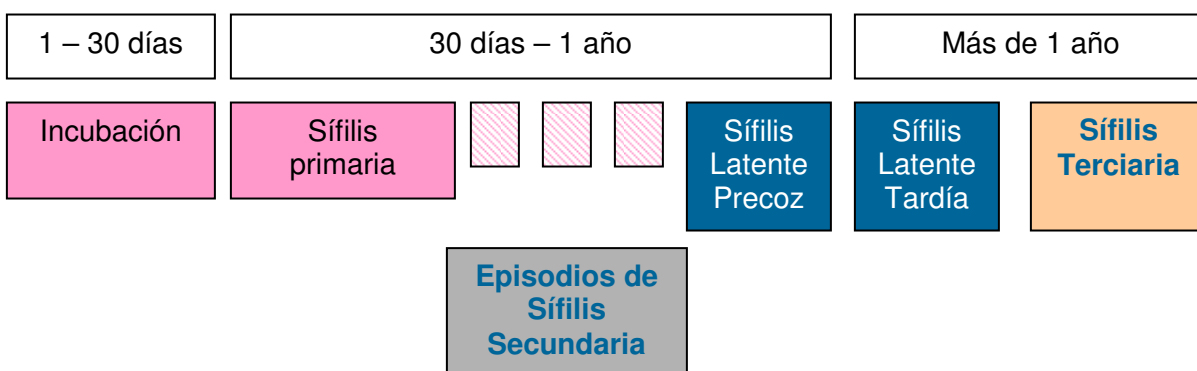 1 – 30 días
30 días – 1 año
Más de 1 año
Incubación
Sífilis
primaria
Sífilis
Latente
Precoz
Sífilis
Latente
Tardía
Sífilis
Terciaria
Episodios de
Sífilis
Secundaria